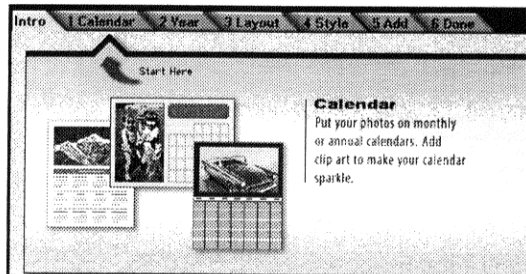 Intro 1 Calendar 2 Year 3 Layout 4 Style 5 Add 6 Done
Start Here
Calendar
Put your photos on monthly
or annual calendars. Add
clip art to make your calendar
sparkle.